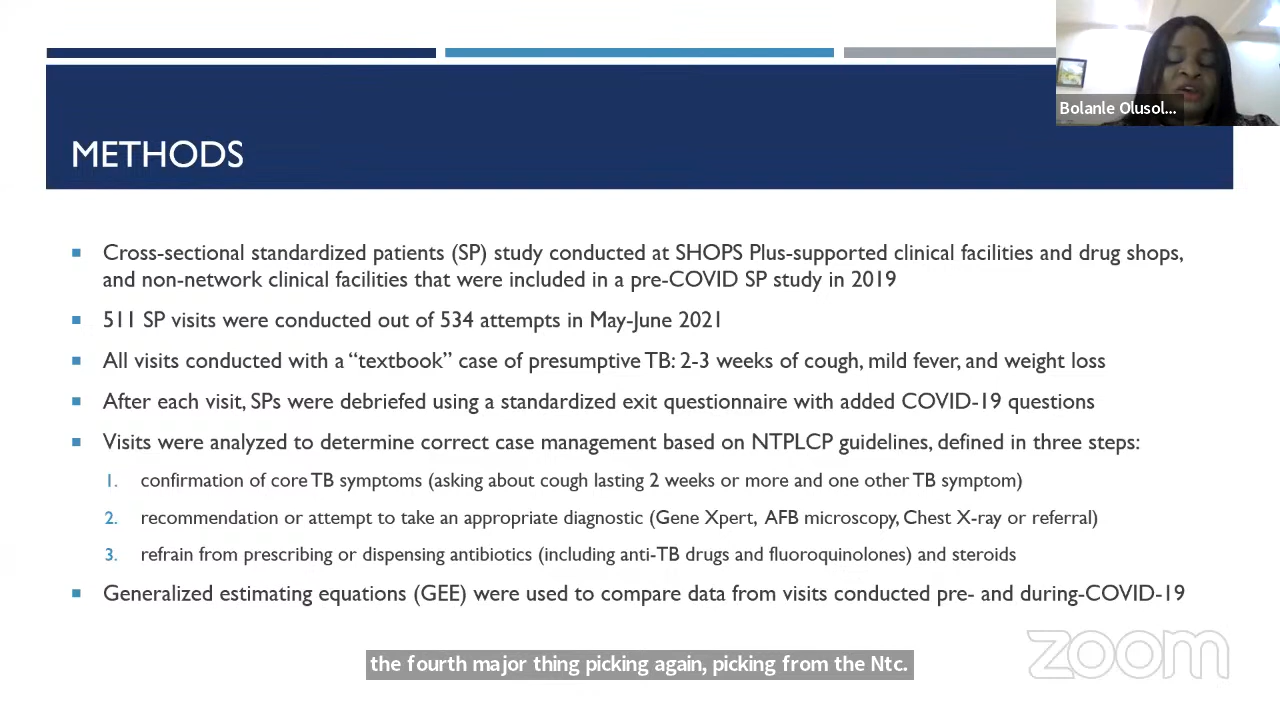 Bolanle Olusol...
METHODS
Cross-sectional standardized patients (SP) study conducted at SHOPS Plus-supported clinical facilities and drug shops,
and non-network clinical facilities that were included in a pre-COVID SP study in 2019
511 SP visits were conducted out of 534 attempts in May-June 2021
All visits conducted with a “textbook” case of presumptive TB: 2-3 weeks of cough, mild fever, and weight loss
After each visit, SPs were debriefed using a standardized exit questionnaire with added COVID-19 questions
Visits were analyzed to determine correct case management based on NTPLCP guidelines, defined in three steps:
1. confirmation of core TB symptoms (asking about cough lasting 2 weeks or more and one other TB symptom)
2. recommendation or attempt to take an appropriate diagnostic (Gene Xpert, AFB microscopy, Chest X-ray or referral)
3. refrain from prescribing or dispensing antibiotics (including anti-TB drugs and fluoroquinolones) and steroids
Generalized estimating equations (GEE) were used to compare data from visits conducted pre- and during-COVID-19
zoom
the fourth major thing picking again, picking from the Ntc.